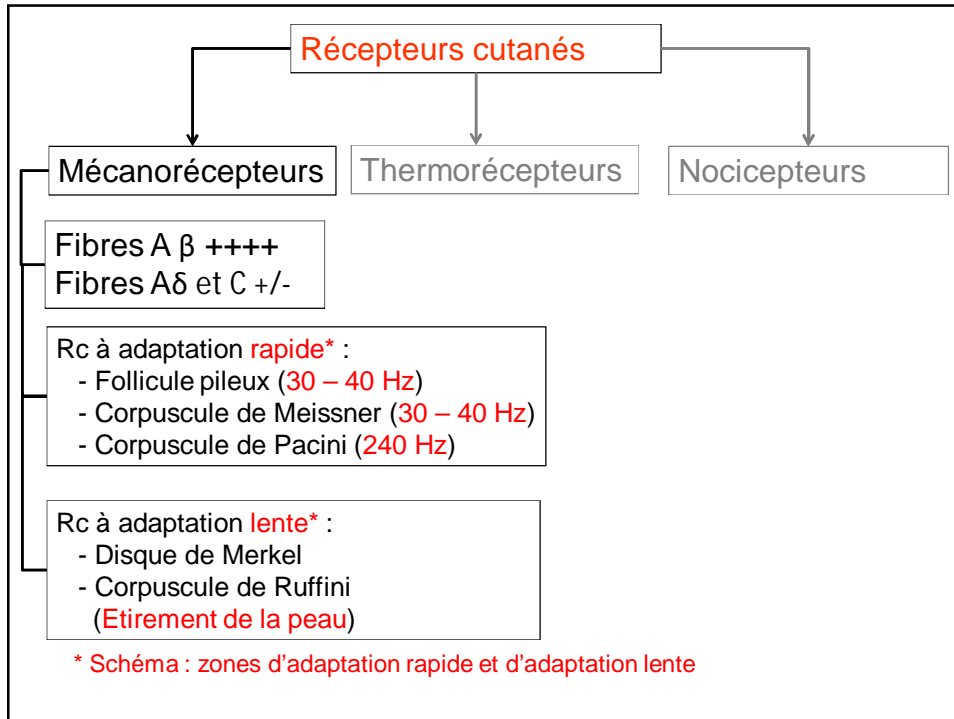 Récepteurs cutanés
Mécanorécepteurs
Thermorécepteurs
Nocicepteurs
Fibres A β ++++
Fibres Aδ et C +/-
Rc à adaptation rapide* :
- Follicule pileux (30 – 40 Hz)
- Corpuscule de Meissner (30 – 40 Hz)
- Corpuscule de Pacini (240 Hz)
Rc à adaptation lente* :
- Disque de Merkel
- Corpuscule de Ruffini
(Etirement de la peau)
* Schéma : zones d'adaptation rapide et d'adaptation lente